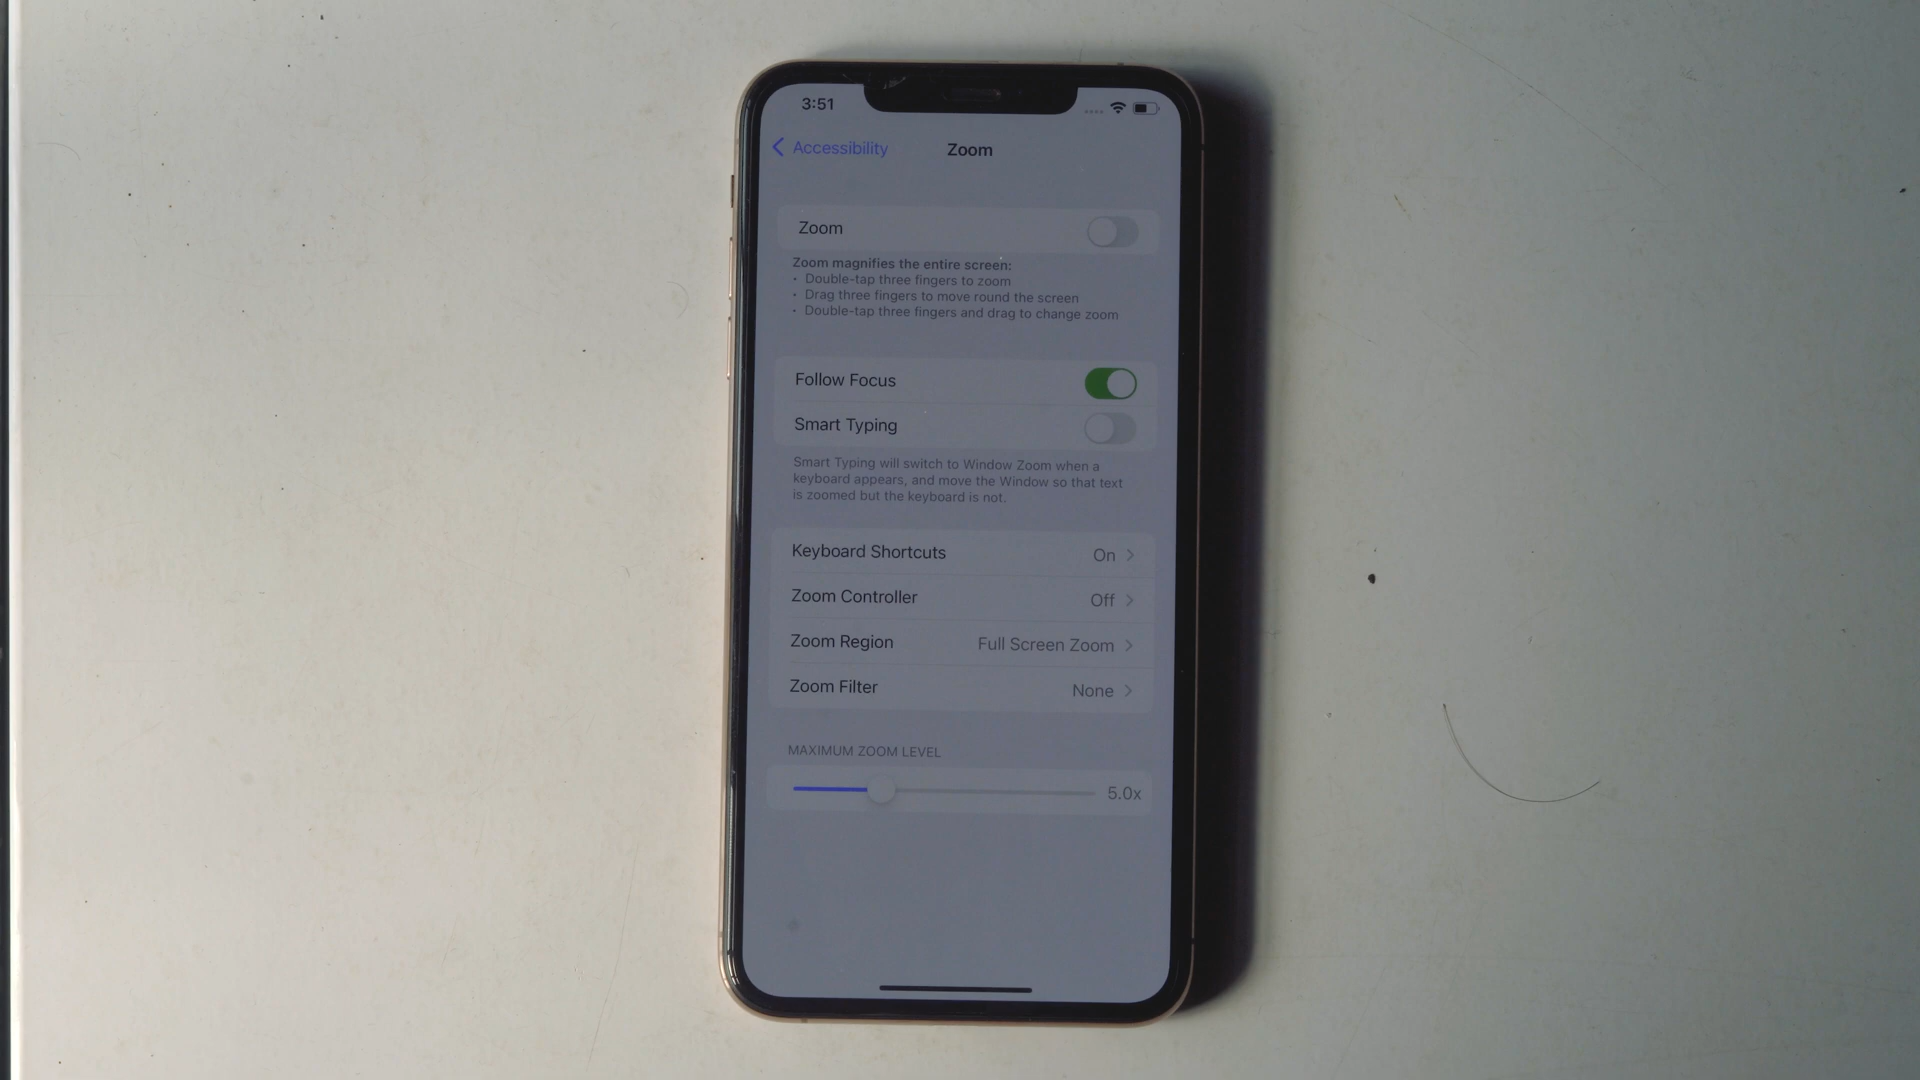 3:51
Accessibility
Zoom
Zoom
Zoom magnifies the entire screen:
• Double-tap three fingers to zoom
• Drag three fingers to move round the screen
• Double-tap three fingers and drag to change zoom
Follow Focus
Smart Typing
Smart Typing will switch to Window Zoom when a
keyboard appears, and move the Window so that text
is zoomed but the keyboard is not.
Keyboard Shortcuts On
Zoom Controller Off
Zoom Region Full Screen Zoom
Zoom Filter None
MAXIMUM ZOOM LEVEL
5.0x